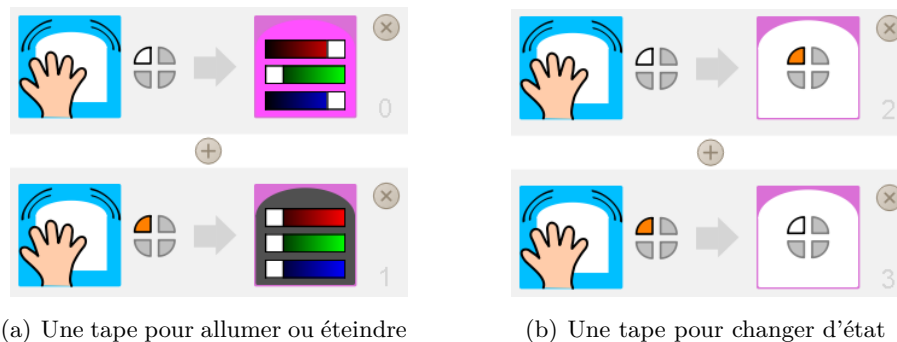 0
2
1
3
(a) Une tape pour allumer ou éteindre
(b) Une tape pour changer d'état